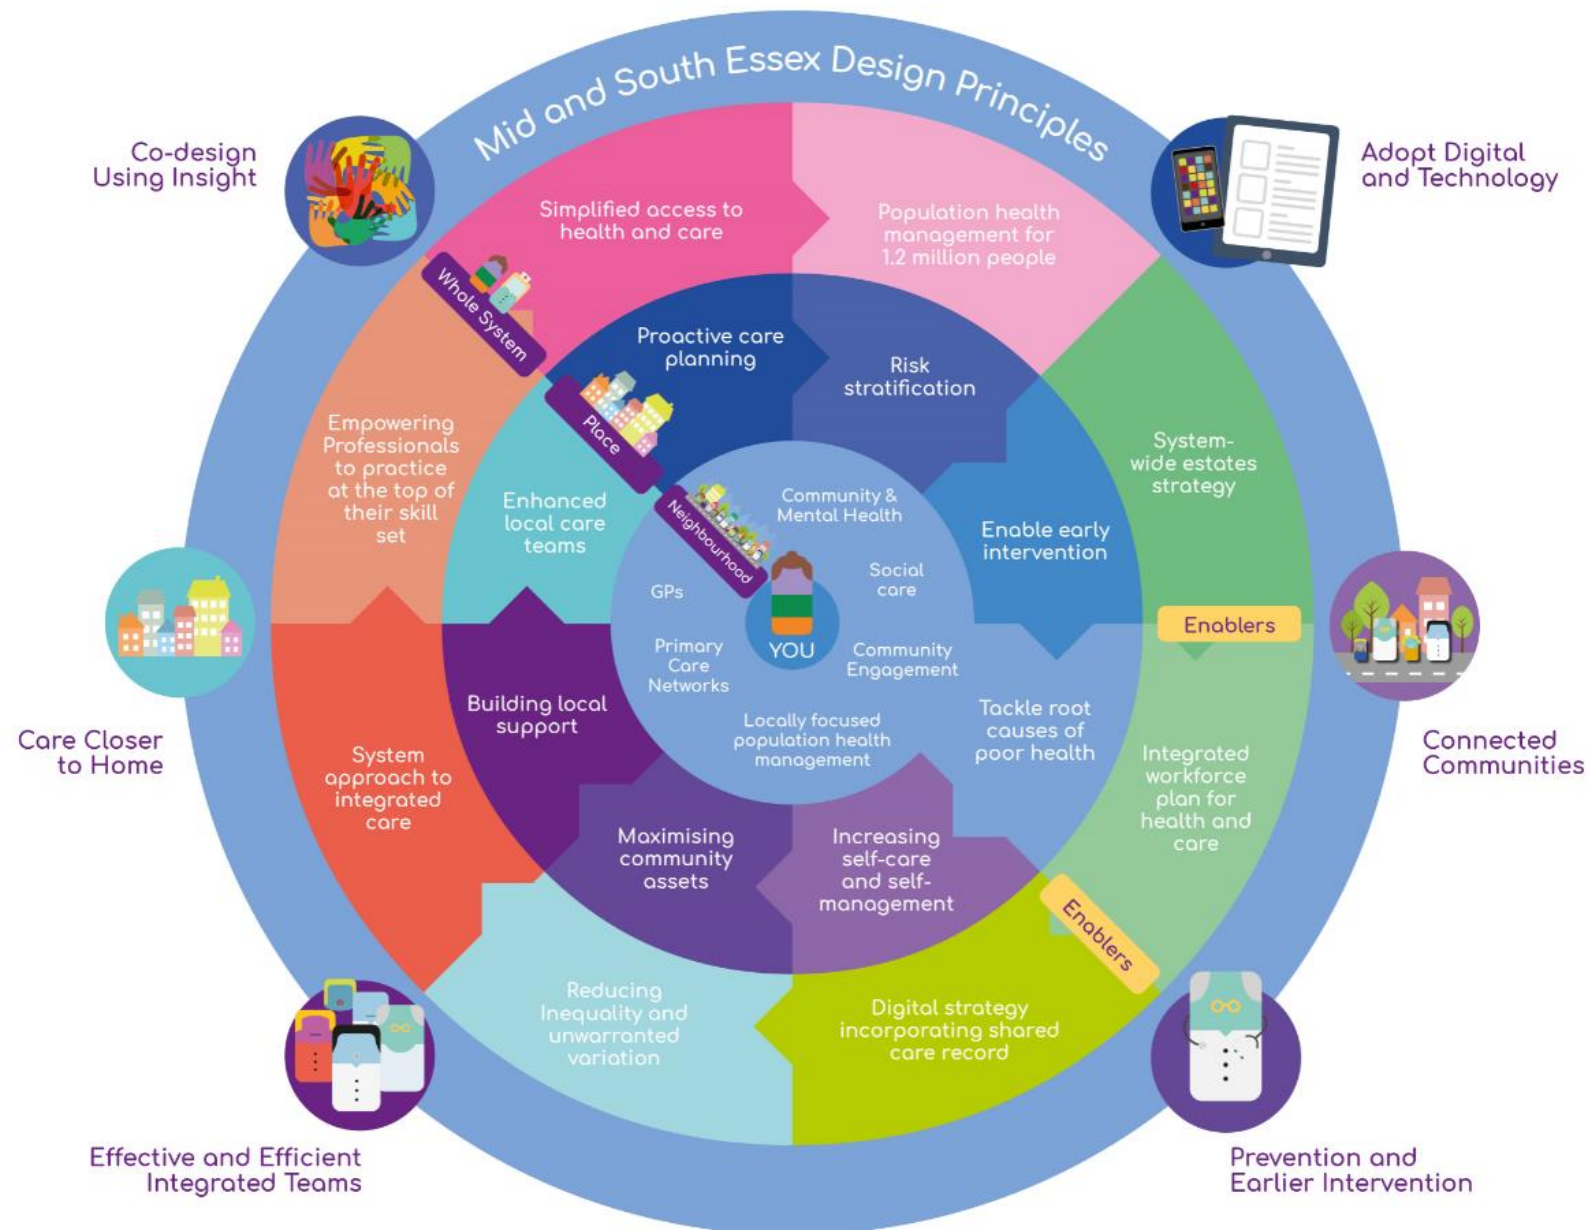 Mid and South Essex Design Principles
Co-design
Using Insight
Adopt Digital
and Technology
Simplified access to
health and care
Population health
management for
1.2 million people
Whole System
Proactive care
planning
Risk
stratification
Place
Empowering
Professionals
to practice
at the top of
their skill
set
System-
wide estates
strategy
Enhanced
local care
teams
Neighbourhood
Community &
Mental Health
Enable early
intervention
GPs
Social
care
Enablers
YOU
Primary
Care
Networks
Community
Engagement
Building local
support
Locally focused
population health
management
Tackle root
causes of
poor health
Care Closer
to Home
Connected
Communities
System
approach to
integrated
care
Integrated
workforce
plan for
health and
care
Maximising
community
assets
Increasing
self-care
and self-
management
Enablers
Reducing
Inequality and
unwarranted
variation
Digital strategy
incorporating shared
care record
Effective and Efficient
Integrated Teams
Prevention and
Earlier Intervention